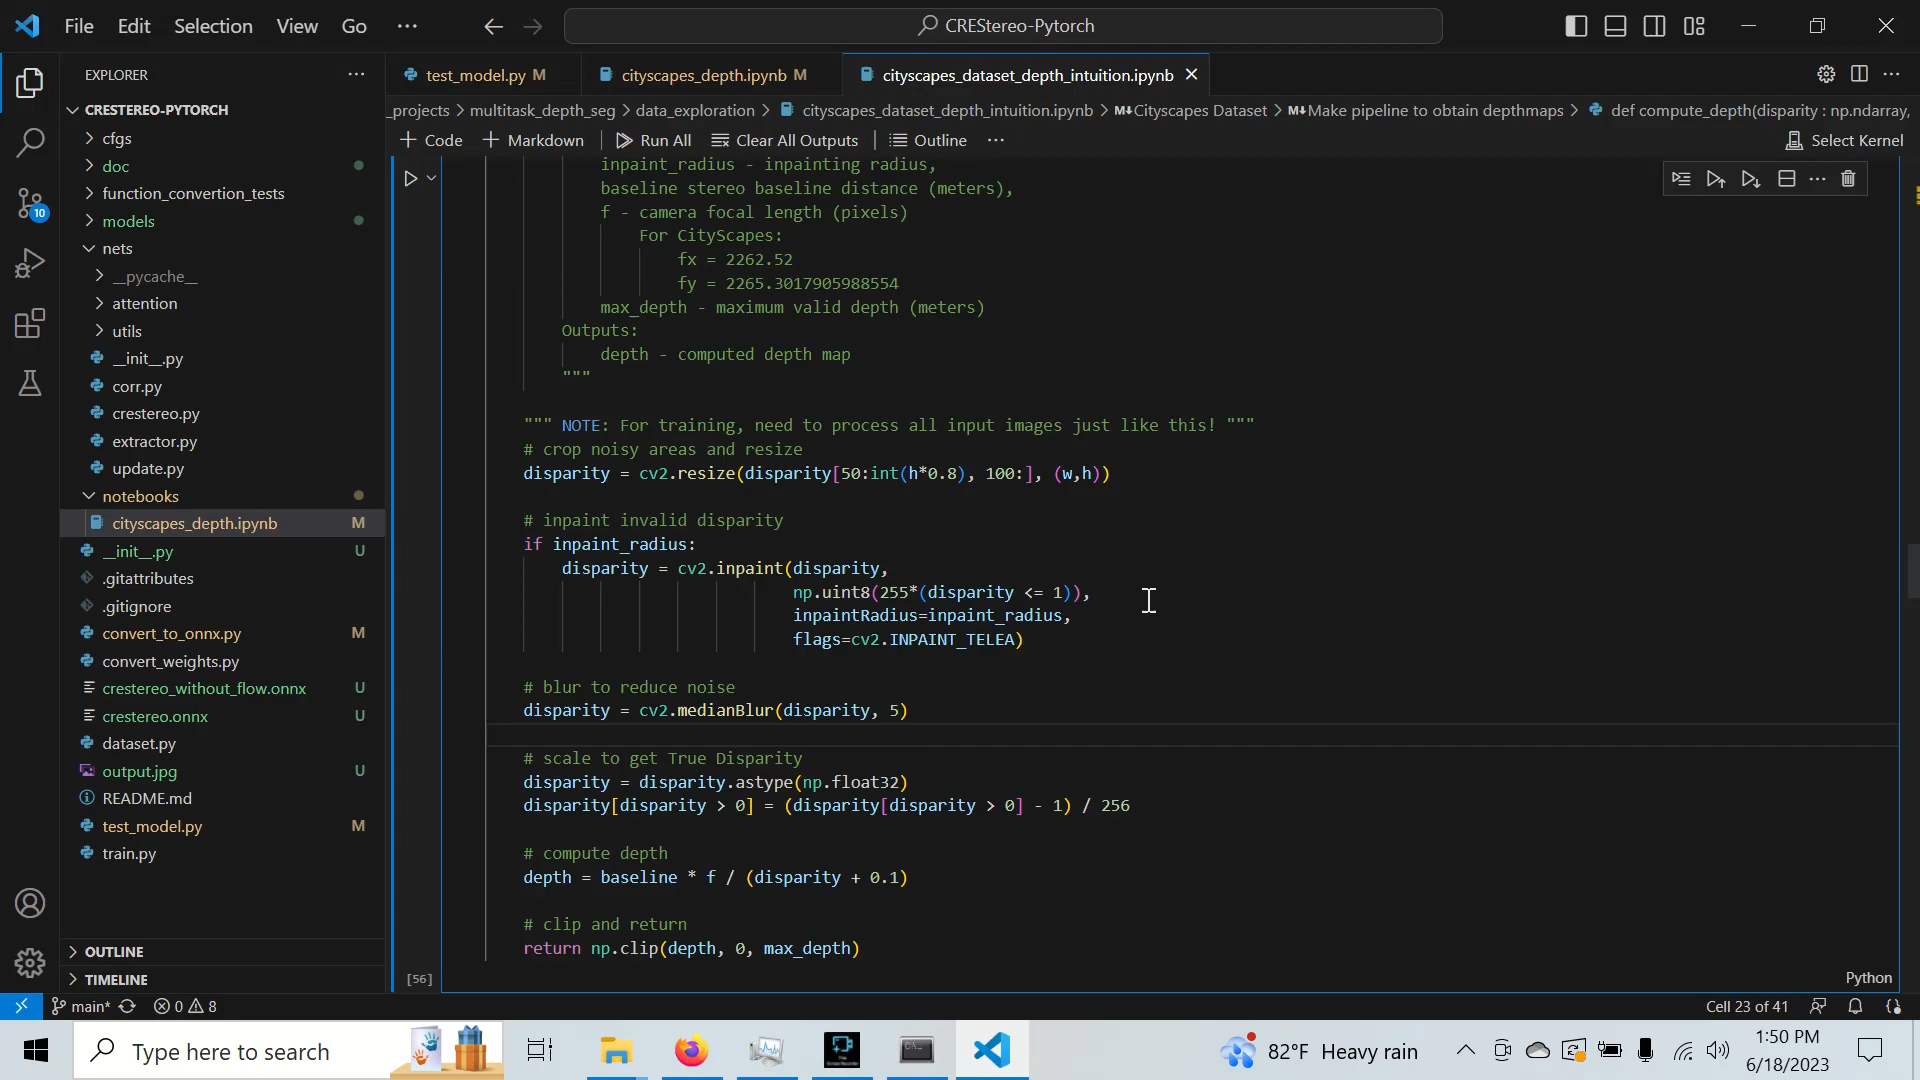 File Edit Selection View Go ···
CREStereo-Pytorch
EXPLORER ···
CRESTEREO-PYTORCH
cfgs
doc
function_convertion_tests
models
nets
__pycache__
attention
utils
__init__.py
corr.py
crestereo.py
extractor.py
update.py
notebooks
cityscapes_depth.ipynb M
__init__.py U
.gitattributes
.gitignore
convert_to_onnx.py M
convert_weights.py
crestereo_without_flow.onnx U
crestereo.onnx U
dataset.py
output.jpg U
README.md
test_model.py M
train.py
OUTLINE
TIMELINE
10
test_model.py M cityscapes_depth.ipynb M cityscapes_dataset_depth_intuition.ipynb
_projects > multitask_depth_seg > data_exploration > cityscapes_dataset_depth_intuition.ipynb > M↓Cityscapes Dataset > M↓Make pipeline to obtain depthmaps > def compute_depth(disparity : np.ndarray,
+ Code + Markdown Run All Clear All Outputs Outline ··· Select Kernel
inpaint_radius - inpainting radius,
baseline stereo baseline distance (meters),
f - camera focal length (pixels)
For CityScapes:
fx = 2262.52
fy = 2265.3017905988554
max_depth - maximum valid depth (meters)
Outputs:
depth - computed depth map
"""
""" NOTE: For training, need to process all input images just like this! """
# crop noisy areas and resize
disparity = cv2.resize(disparity[50:int(h*0.8), 100:], (w,h))
# inpaint invalid disparity
if inpaint_radius:
disparity = cv2.inpaint(disparity,
np.uint8(255*(disparity <= 1)),
inpaintRadius=inpaint_radius,
flags=cv2.INPAINT_TELEA)
# blur to reduce noise
disparity = cv2.medianBlur(disparity, 5)
# scale to get True Disparity
disparity = disparity.astype(np.float32)
disparity[disparity > 0] = (disparity[disparity > 0] - 1) / 256
# compute depth
depth = baseline * f / (disparity + 0.1)
# clip and return
return np.clip(depth, 0, max_depth)
[56] Python
main* 0 8 Cell 23 of 41
Type here to search 82°F Heavy rain 1:50 PM
6/18/2023